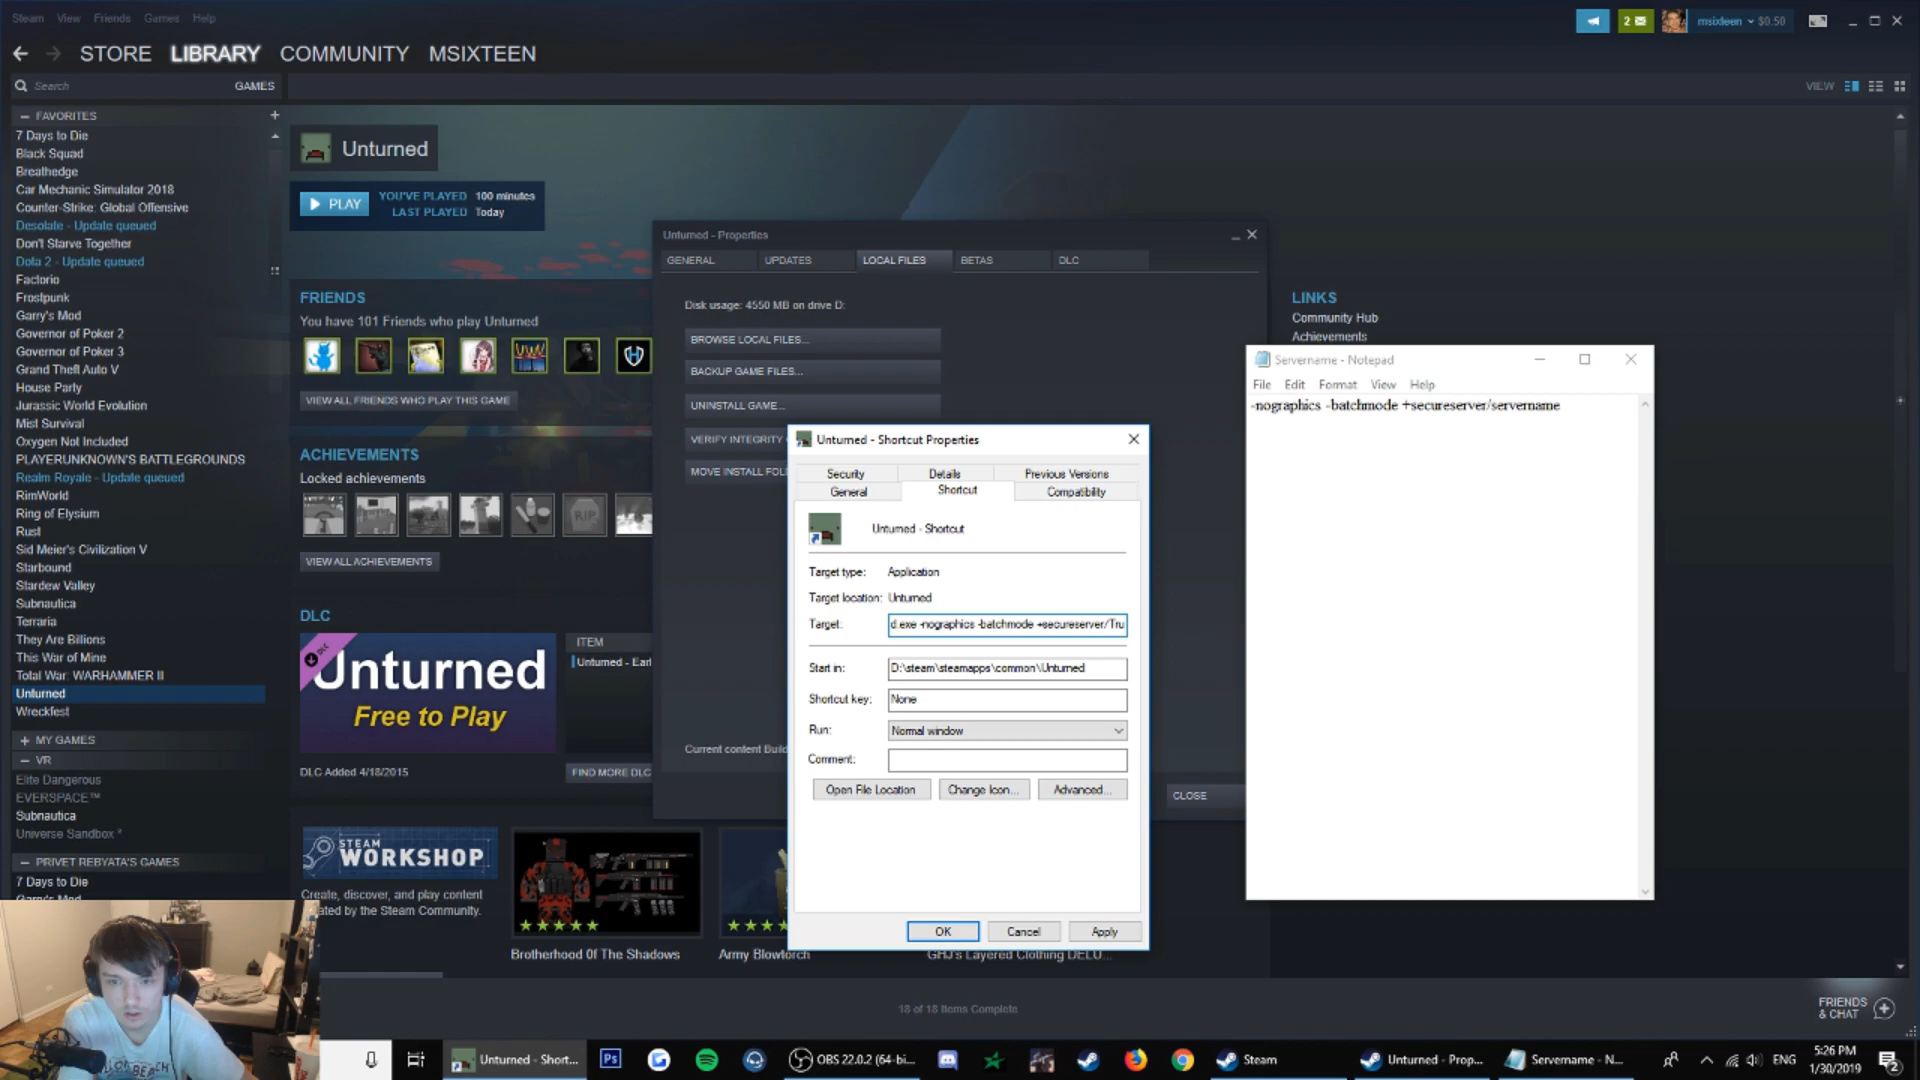 Steam View Friends Games Help
2
msixteen $0.50
STORE LIBRARY COMMUNITY MSIXTEEN
Search GAMES
VIEW
FAVORITES
7 Days to Die
Black Squad
Breathedge
Car Mechanic Simulator 2018
Counter-Strike: Global Offensive
Desolate - Update queued
Don't Starve Together
Dota 2 - Update queued
Factorio
Frostpunk
Garry's Mod
Governor of Poker 2
Governor of Poker 3
Grand Theft Auto V
House Party
Jurassic World Evolution
Mist Survival
Oxygen Not Included
PLAYERUNKNOWN'S BATTLEGROUNDS
Realm Royale - Update queued
RimWorld
Ring of Elysium
Rust
Sid Meier's Civilization V
Starbound
Stardew Valley
Subnautica
Terraria
They Are Billions
This War of Mine
Total War: WARHAMMER II
Unturned
Wreckfest
MY GAMES
VR
Elite Dangerous
EVERSPACE™
Subnautica
Universe Sandbox ²
PRIVET REBYATA'S GAMES
7 Days to Die
Garry's Mod
Unturned
PLAY
YOU'VE PLAYED 100 minutes
LAST PLAYED Today
FRIENDS
You have 101 Friends who play Unturned
VIEW ALL FRIENDS WHO PLAY THIS GAME
ACHIEVEMENTS
Locked achievements
RIP
VIEW ALL ACHIEVEMENTS
DLC
DLC
Unturned
Free to Play
ITEM
Unturned - Earl
DLC Added 4/18/2015
FIND MORE DLC
STEAM WORKSHOP
Create, discover, and play content
created by the Steam Community.
Brotherhood Of The Shadows
Army Blowtorch
GHJ's Layered Clothing DELU...
18 of 18 Items Complete
FRIENDS
& CHAT
LINKS
Community Hub
Achievements
Unturned - Properties
GENERAL UPDATES LOCAL FILES BETAS DLC
Disk usage: 4550 MB on drive D:
BROWSE LOCAL FILES...
BACKUP GAME FILES...
UNINSTALL GAME...
VERIFY INTEGRITY
MOVE INSTALL FOL
Current content Build
CLOSE
Unturned - Shortcut Properties
Security Details Previous Versions
General Shortcut Compatibility
Unturned - Shortcut
Target type: Application
Target location: Unturned
Target: d.exe -nographics -batchmode +secureserver/Tru
Start in: D:\steam\steamapps\common\Unturned
Shortcut key: None
Run: Normal window
Comment:
Open File Location Change Icon... Advanced...
OK Cancel Apply
Servername - Notepad
File Edit Format View Help
-nographics -batchmode +secureserver/servername
Unturned - Short...
Ps
OBS 22.0.2 (64-bi...
Steam
Unturned - Prop...
Servername - N...
ENG
5:26 PM
1/30/2019
2